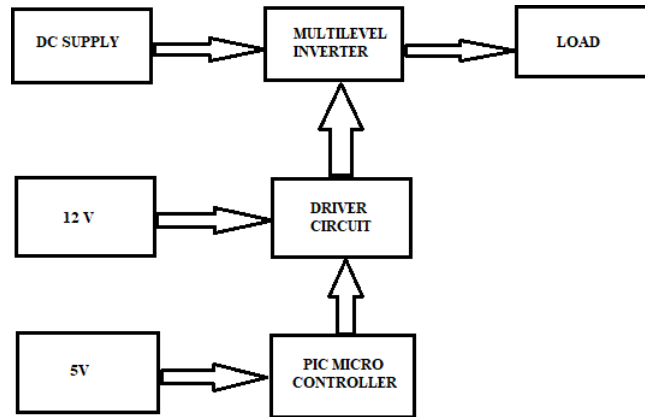 DC SUPPLY
MULTILEVEL
INVERTER
LOAD
12 V
DRIVER
CIRCUIT
5V
PIC MICRO
CONTROLLER